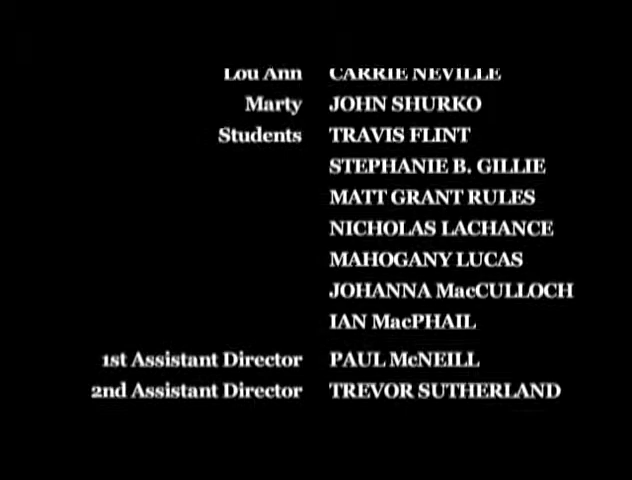 Lou Ann CARRIE NEVILLE
Marty JOHN SHURKO
Students TRAVIS FLINT
STEPHANIE B. GILLIE
MATT GRANT RULES
NICHOLAS LACHANCE
MAHOGANY LUCAS
JOHANNA MacCULLOCH
IAN MacPHAIL
1st Assistant Director PAUL McNEILL
2nd Assistant Director TREVOR SUTHERLAND